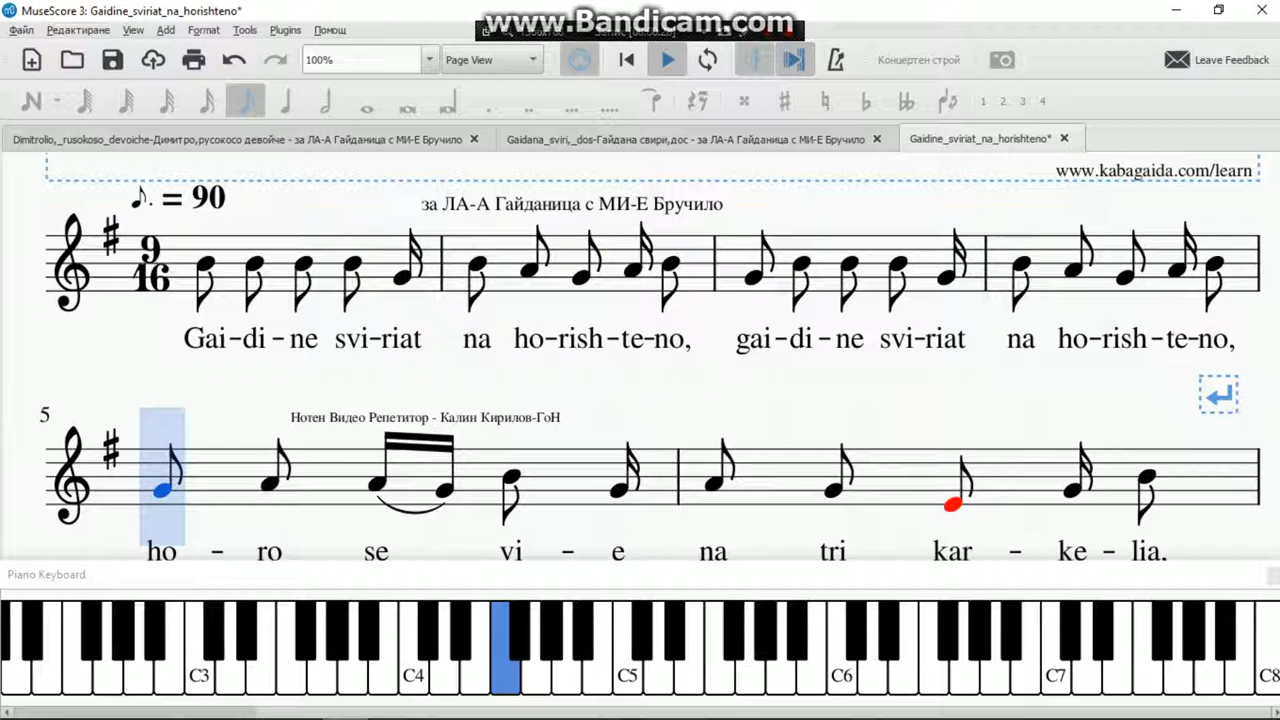 MuseScore 3: Gaidine_sviriat_na_horishteno*
www.Bandicam.com
Файл Редактиране View Add Format Tools Plugins Помощ
100% Page View Концертен строй Leave Feedback
1 2 3 4
Dimitrolio,_rusokoso_devoiche-Димитро,русокосо девойче - за ЛА-А Гайданица с МИ-Е Бручило Gaidana_sviri,_dos-Гайдана свири,дос - за ЛА-А Гайданица с МИ-Е Бручило Gaidine_sviriat_na_horishteno*
www.kabagaida.com/learn
= 90
за ЛА-А Гайданица с МИ-Е Бручило
9
16
Gai-di-ne svi-riat na ho-rish-te-no, gai-di-ne svi-riat na ho-rish-te-no,
5
Нотен Видео Репетитор - Калин Кирилов-ГоН
ho - ro se vi - e na tri kar - ke - lia,
Piano Keyboard
C3 C4 C5 C6 C7 C8